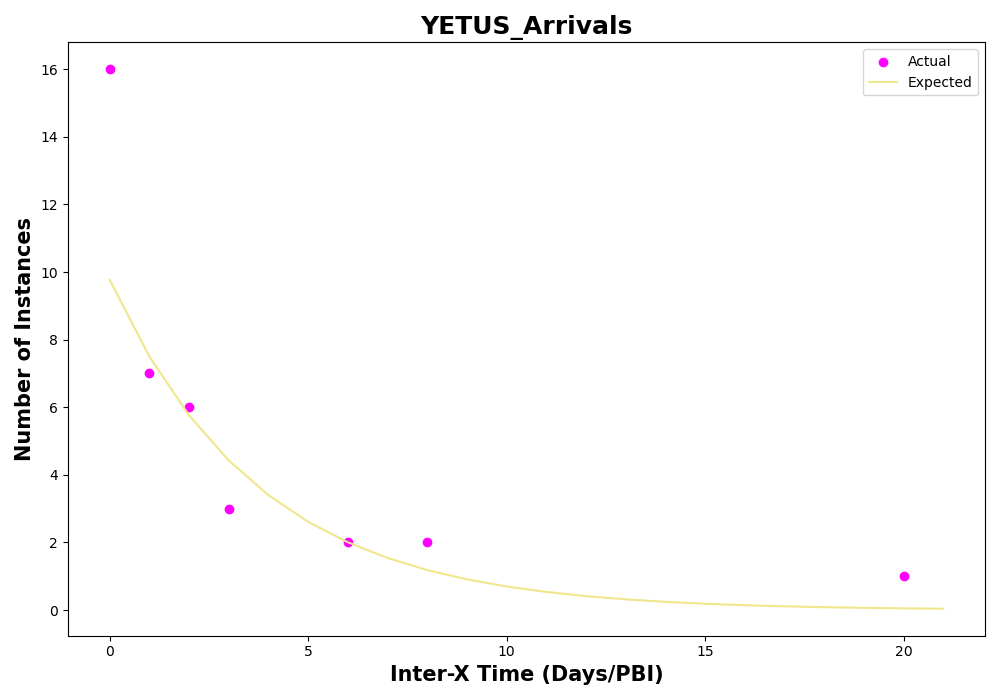 YETUS_Arrivals
Actual
Expected
16
14
12
10
8
6
4
2
0
Number of Instances
0
5
10
15
20
Inter-X Time (Days/PBI)